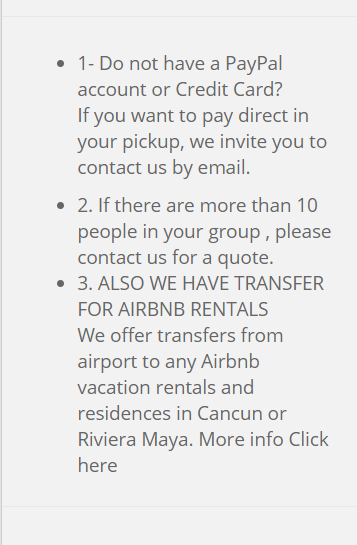 1- Do not have a PayPal
account or Credit Card?
If you want to pay direct in
your pickup, we invite you to
contact us by email.
2. If there are more than 10
people in your group , please
contact us for a quote.
3. ALSO WE HAVE TRANSFER
FOR AIRBNB RENTALS
We offer transfers from
airport to any Airbnb
vacation rentals and
residences in Cancun or
Riviera Maya. More info Click
here